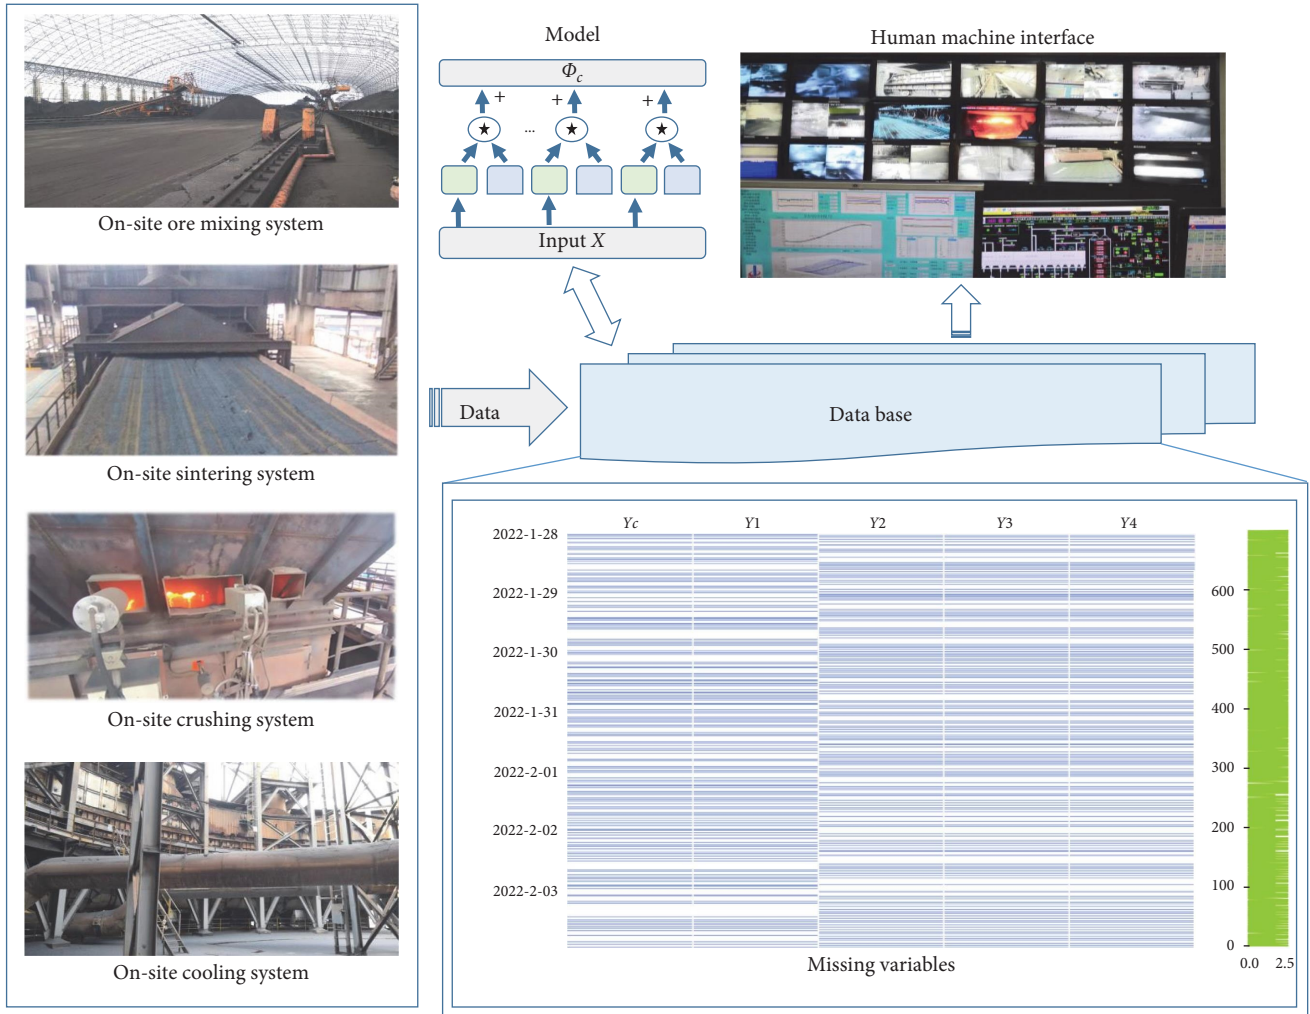 On-site ore mixing system
On-site sintering system
On-site crushing system
On-site cooling system
Model
Φc
+ + +
...
Input X
Human machine interface
Data
Data base
Yc Y1 Y2 Y3 Y4
2022-1-28
2022-1-29
2022-1-30
2022-1-31
2022-2-01
2022-2-02
2022-2-03
Missing variables
600
500
400
300
200
100
0
0.0 2.5